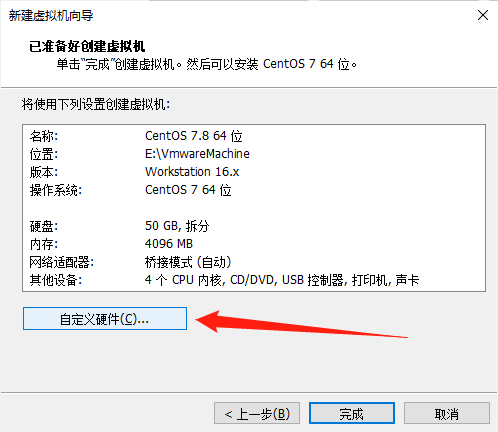 新建虚拟机向导
已准备好创建虚拟机
单击“完成”创建虚拟机。然后可以安装 CentOS 7 64 位。
将使用下列设置创建虚拟机:
名称: CentOS 7.8 64 位
位置: E:\VmwareMachine
版本: Workstation 16.x
操作系统: CentOS 7 64 位
硬盘: 50 GB, 拆分
内存: 4096 MB
网络适配器: 桥接模式 (自动)
其他设备: 4 个 CPU 内核, CD/DVD, USB 控制器, 打印机, 声卡
自定义硬件(C)...
< 上一步(B) 完成 取消